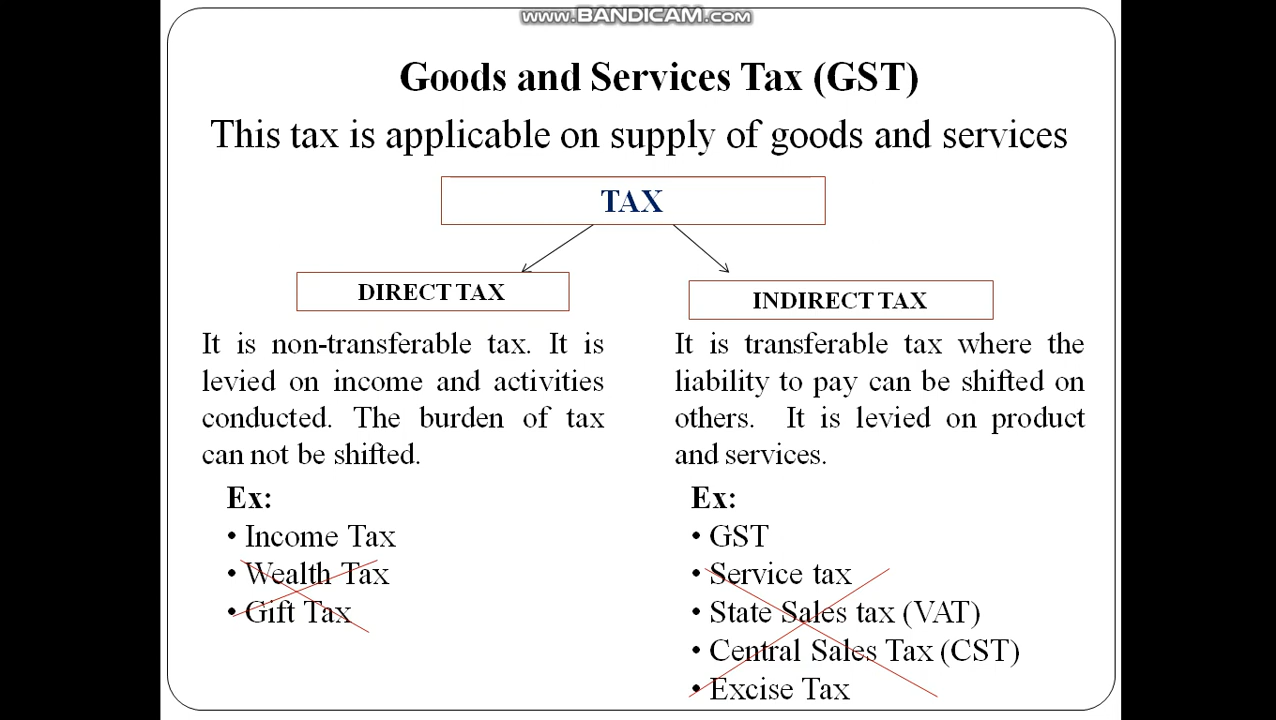 www.BANDICAM.com
Goods and Services Tax (GST)
This tax is applicable on supply of goods and services
TAX
DIRECT TAX
It is non-transferable tax. It is
levied on income and activities
conducted. The burden of tax
can not be shifted.
Ex:
• Income Tax
• Wealth Tax
• Gift Tax
INDIRECT TAX
It is transferable tax where the
liability to pay can be shifted on
others. It is levied on product
and services.
Ex:
• GST
• Service tax
• State Sales tax (VAT)
• Central Sales Tax (CST)
• Excise Tax